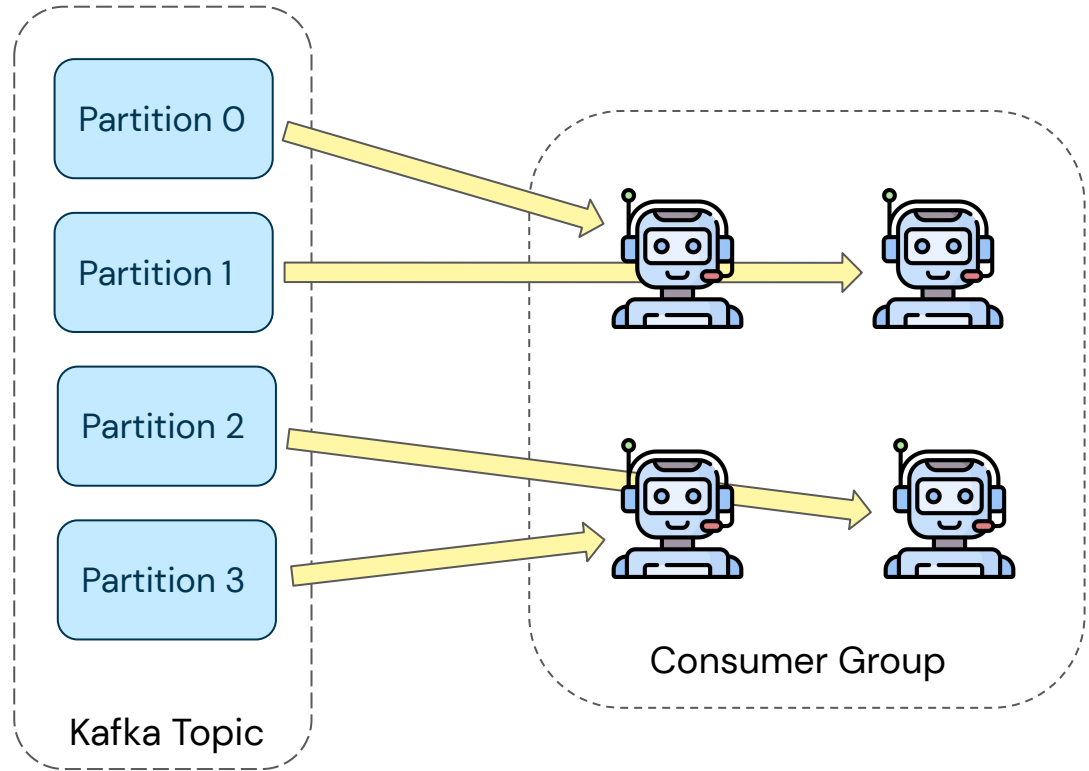 Partition 0
Partition 1
Partition 2
Partition 3
Kafka Topic
Consumer Group